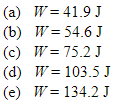 (a) W = 41.9 J
(b) W = 54.6 J
(c) W = 75.2 J
(d) W = 103.5 J
(e) W = 134.2 J